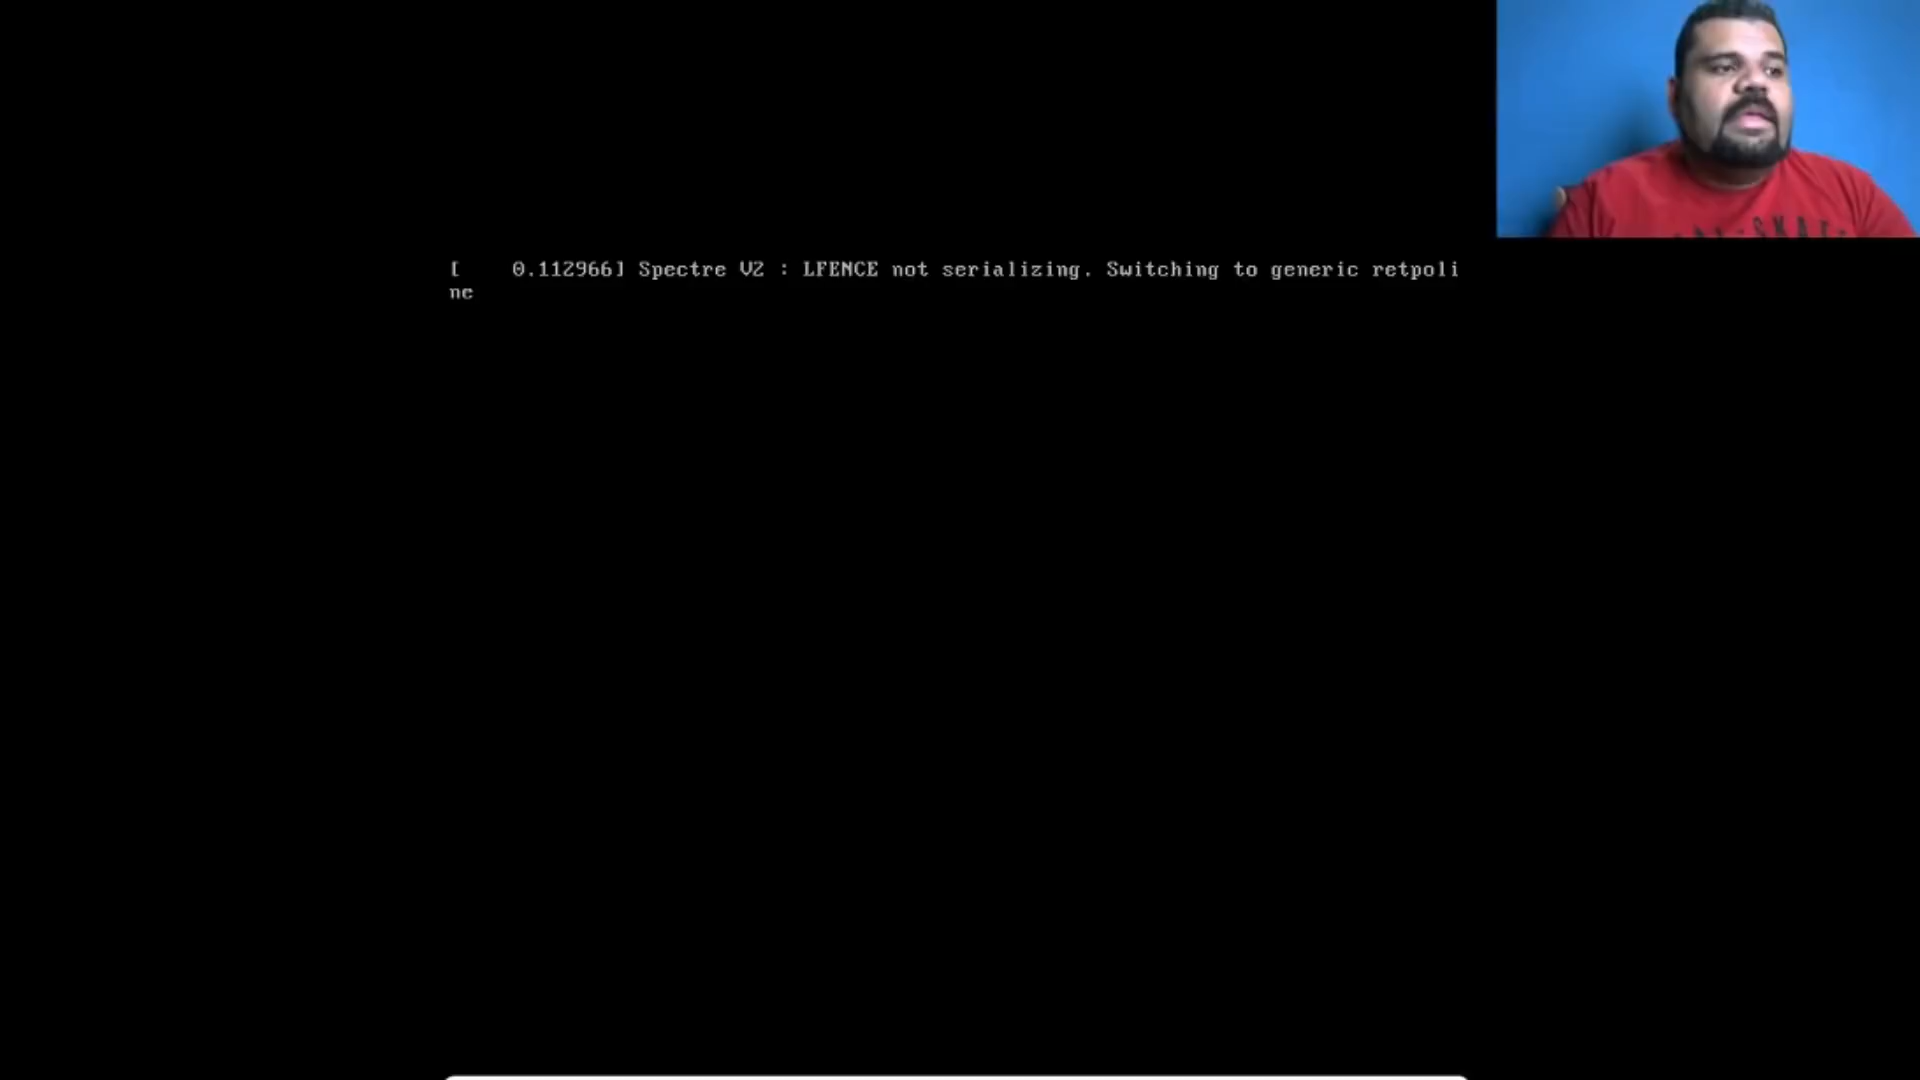 [    0.112966] Spectre V2 : LFENCE not serializing. Switching to generic retpoli
ne